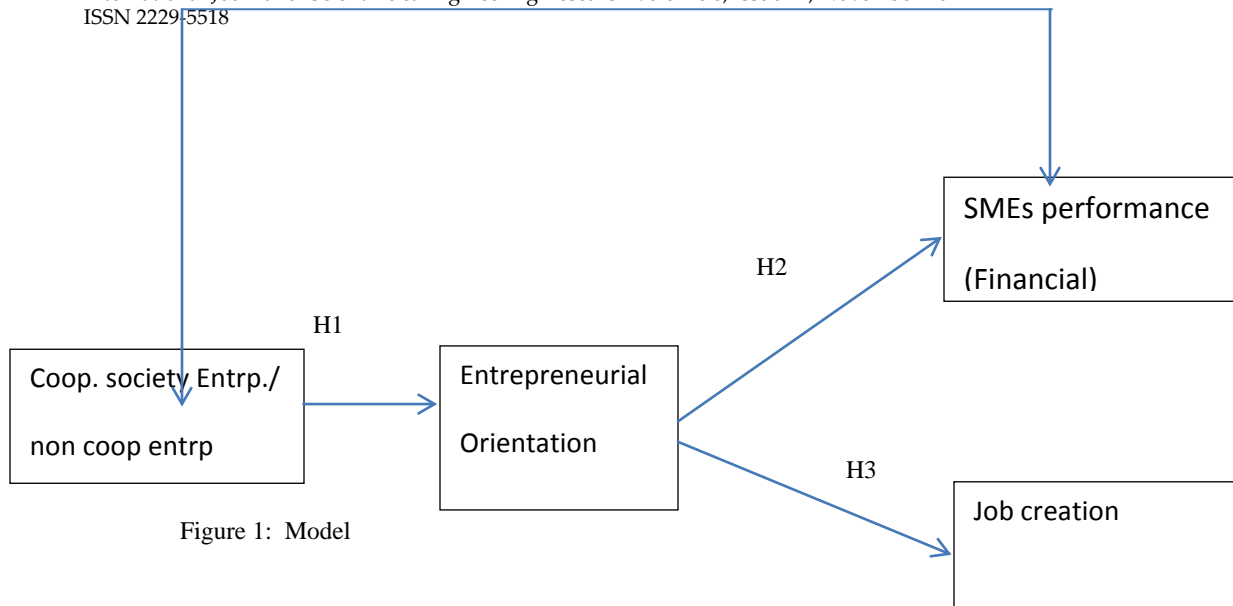 ISSN 2229-5518
SMEs performance
(Financial)
H2
H1
Coop. society Entrp./
non coop entrp
Entrepreneurial
Orientation
H3
Job creation
Figure 1: Model